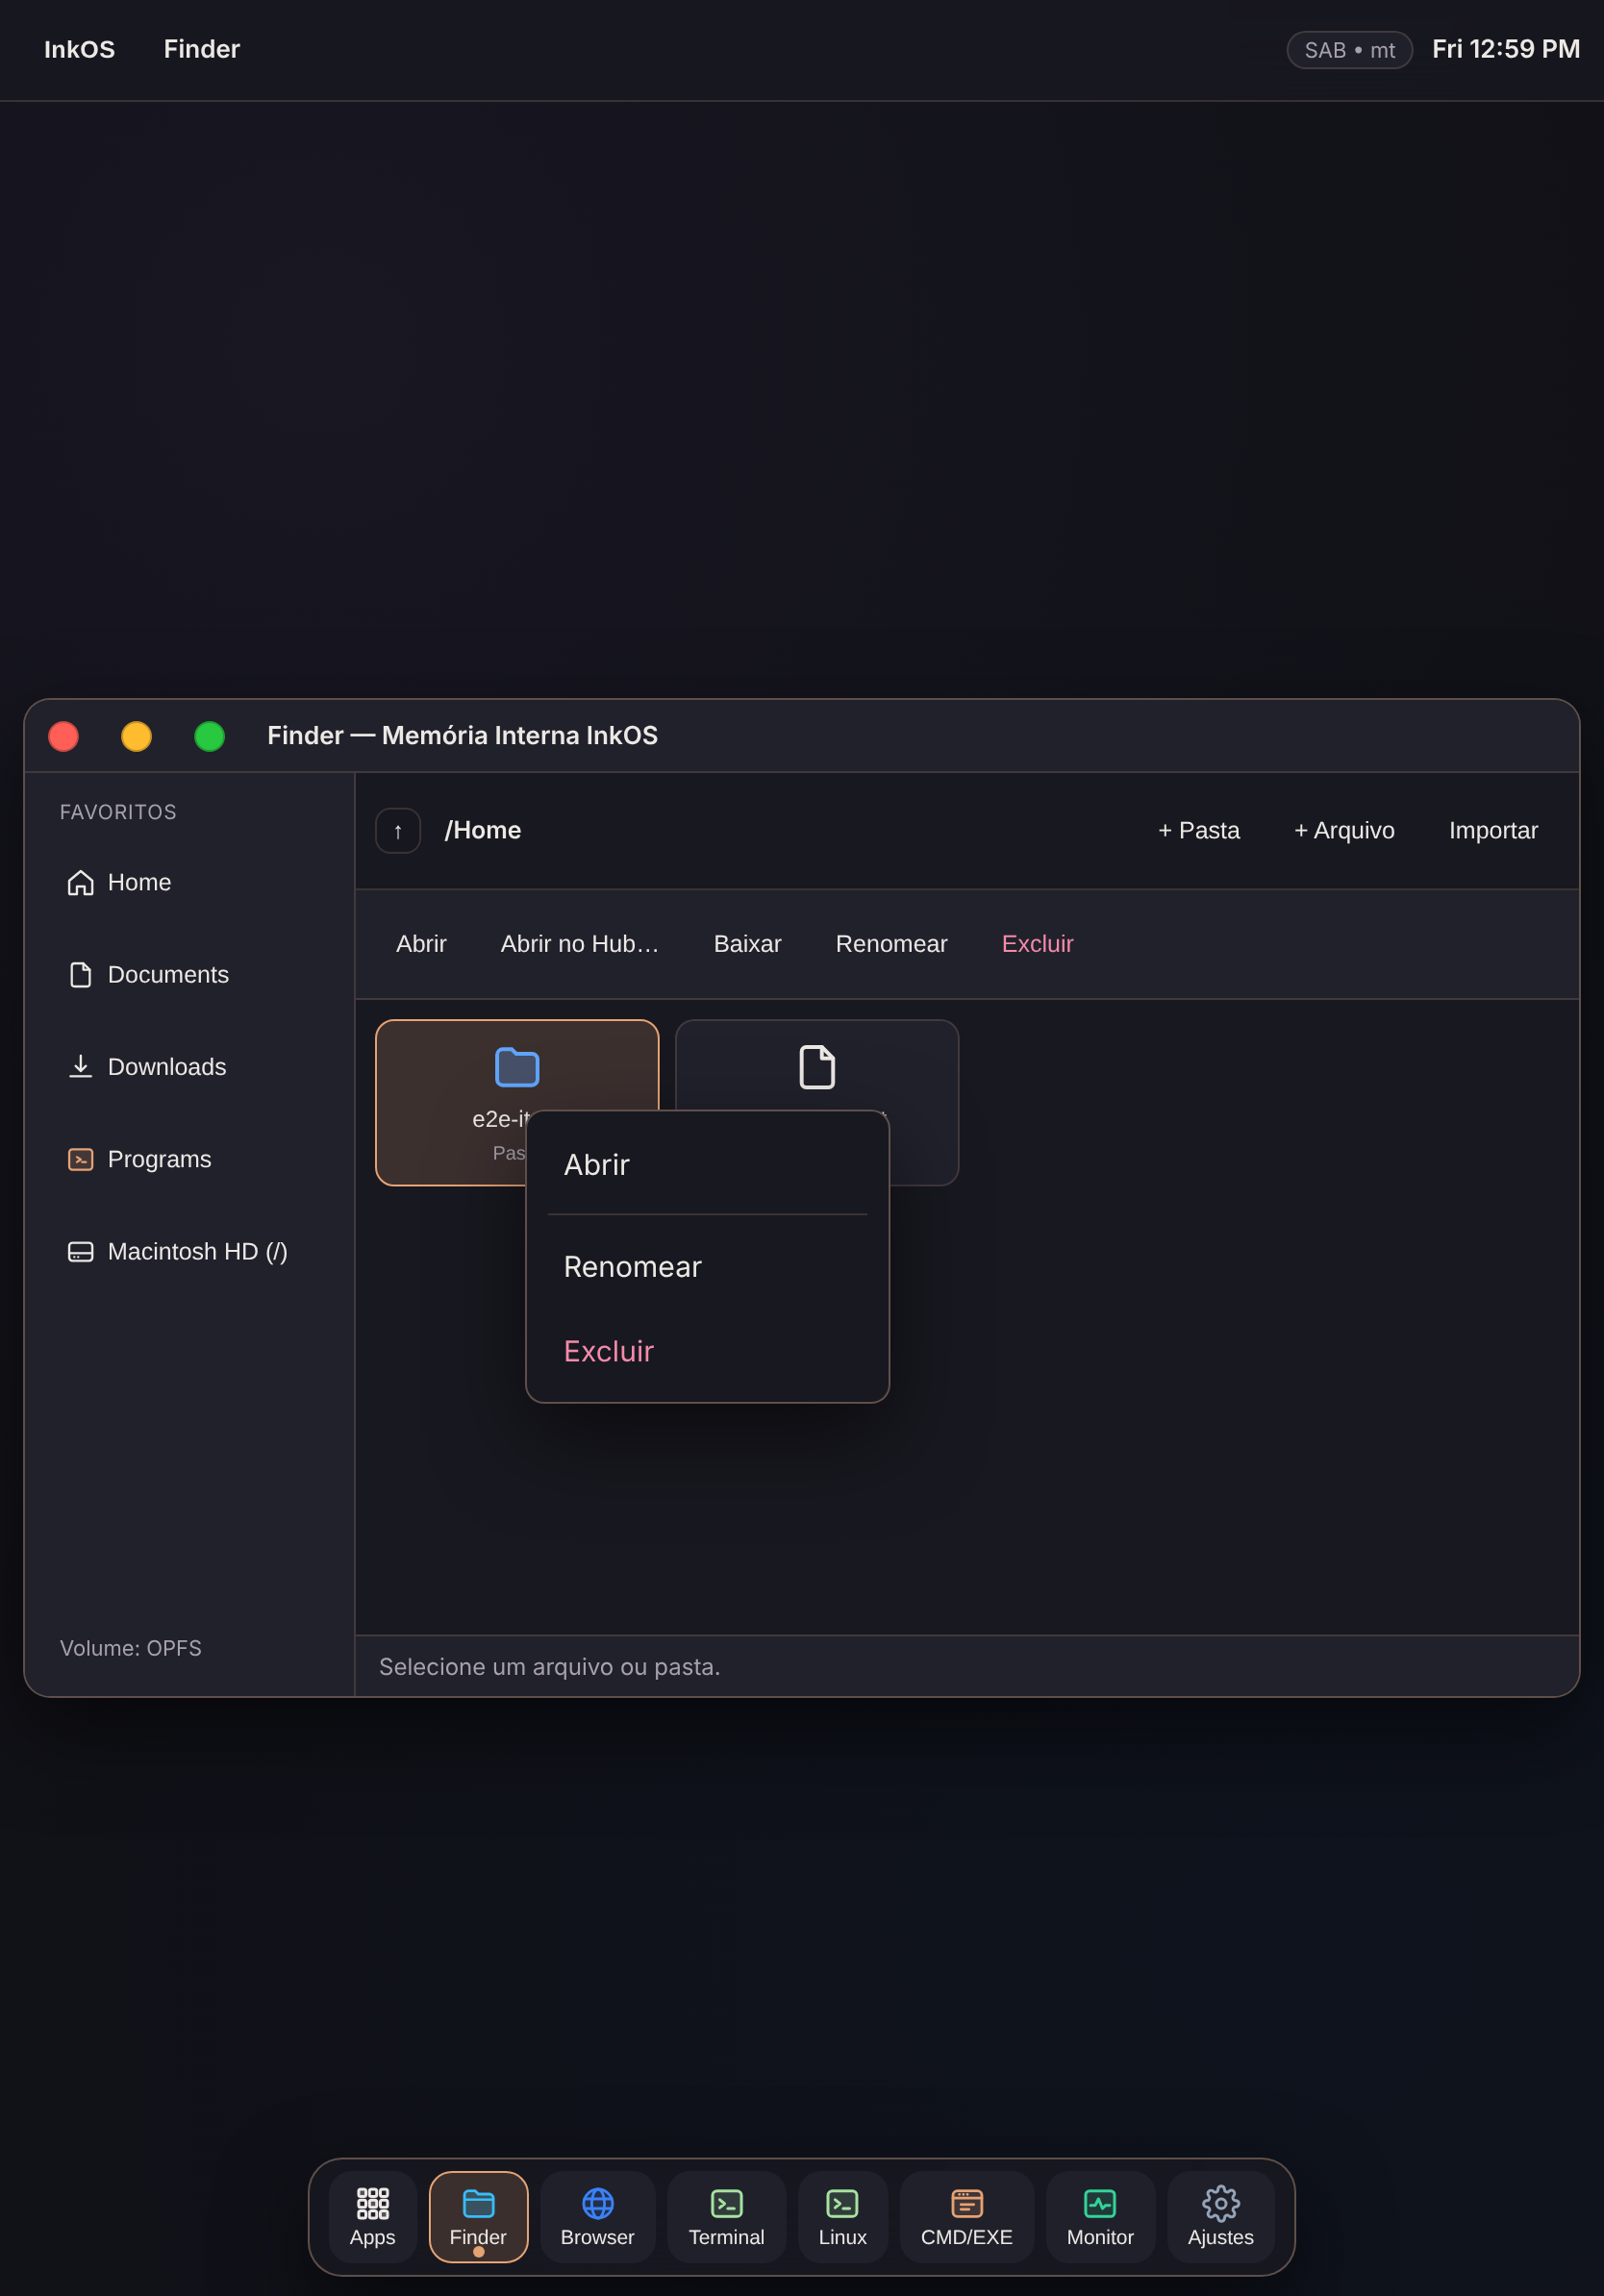 InkOS Finder SAB • mt Fri 12:59 PM
Finder — Memória Interna InkOS
FAVORITOS
Home
Documents
Downloads
Programs
Macintosh HD (/)
Volume: OPFS
↑ /Home + Pasta + Arquivo Importar
Abrir Abrir no Hub… Baixar Renomear Excluir
Abrir
Renomear
Excluir
Selecione um arquivo ou pasta.
Apps Finder Browser Terminal Linux CMD/EXE Monitor Ajustes